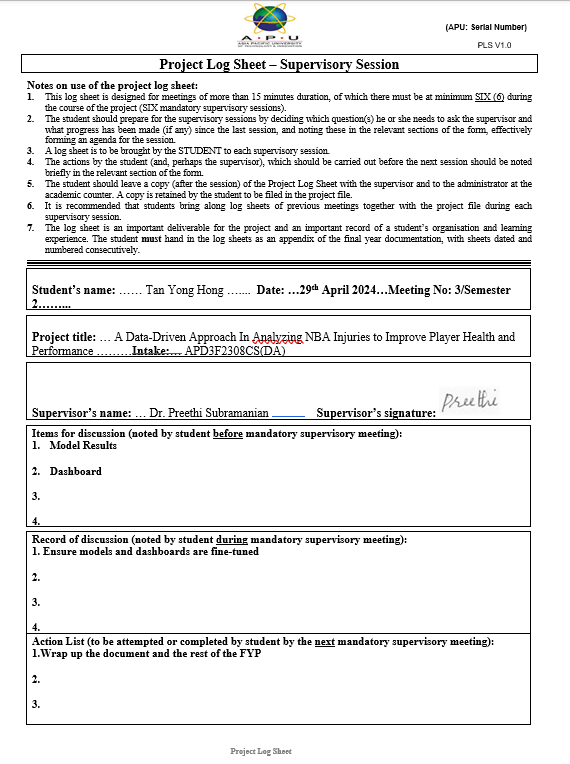 A · P · U
ASIA PACIFIC UNIVERSITY
OF TECHNOLOGY & INNOVATION
(APU: Serial Number)
PLS V1.0
Project Log Sheet – Supervisory Session
Notes on use of the project log sheet:
1. This log sheet is designed for meetings of more than 15 minutes duration, of which there must be at minimum SIX (6) during
the course of the project (SIX mandatory supervisory sessions).
2. The student should prepare for the supervisory sessions by deciding which question(s) he or she needs to ask the supervisor and
what progress has been made (if any) since the last session, and noting these in the relevant sections of the form, effectively
forming an agenda for the session.
3. A log sheet is to be brought by the STUDENT to each supervisory session.
4. The actions by the student (and, perhaps the supervisor), which should be carried out before the next session should be noted
briefly in the relevant section of the form.
5. The student should leave a copy (after the session) of the Project Log Sheet with the supervisor and to the administrator at the
academic counter. A copy is retained by the student to be filed in the project file.
6. It is recommended that students bring along log sheets of previous meetings together with the project file during each
supervisory session.
7. The log sheet is an important deliverable for the project and an important record of a student's organisation and learning
experience. The student must hand in the log sheets as an appendix of the final year documentation, with sheets dated and
numbered consecutively.
Student's name: …… Tan Yong Hong ….... Date: …29th April 2024…Meeting No: 3/Semester
2…......
Project title: … A Data-Driven Approach In Analyzing NBA Injuries to Improve Player Health and
Performance ………Intake:… APD3F2308CS(DA)
Supervisor's name: … Dr. Preethi Subramanian ______ Supervisor's signature: Preethi
Items for discussion (noted by student before mandatory supervisory meeting):
1. Model Results
2. Dashboard
3.
4.
Record of discussion (noted by student during mandatory supervisory meeting):
1. Ensure models and dashboards are fine-tuned
2.
3.
4.
Action List (to be attempted or completed by student by the next mandatory supervisory meeting):
1.Wrap up the document and the rest of the FYP
2.
3.
Project Log Sheet